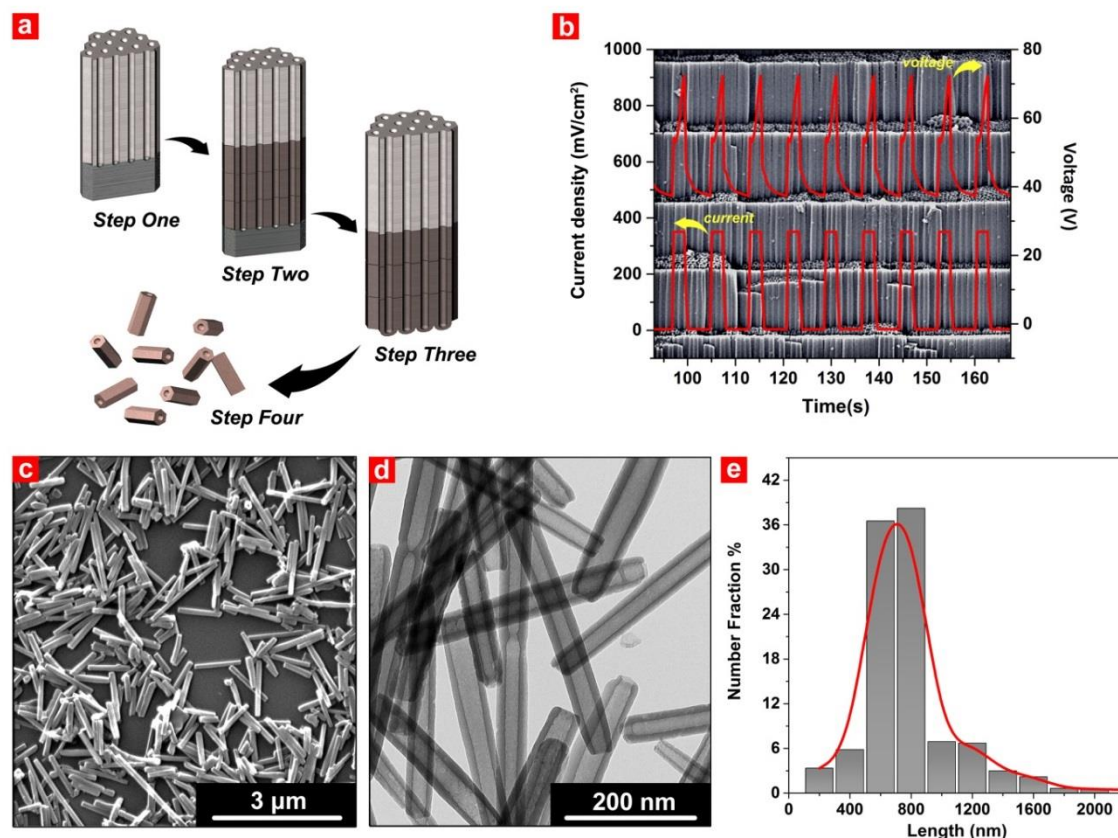 a
Step One
Step Two
Step Three
Step Four
b
1000
800
600
400
200
0
Current density (mV/cm²)
voltage
current
80
60
40
20
0
Voltage (V)
100 110 120 130 140 150 160
Time(s)
c
3 μm
d
200 nm
e
42
36
30
24
18
12
6
0
Number Fraction %
0 400 800 1200 1600 2000
Length (nm)